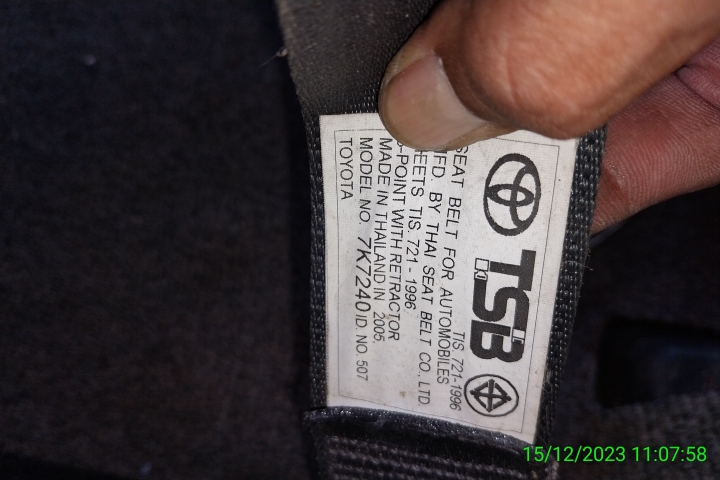 TSB
TIS 721-1996
SEAT BELT FOR AUTOMOBILES
MFD. BY THAI SEAT BELT CO. LTD
MEETS TIS. 721 - 1996
3-POINT WITH RETRACTOR
MADE IN THAILAND IN 2005.
MODEL NO. 7K7240 ID. NO. 507
TOYOTA
15/12/2023 11:07:58